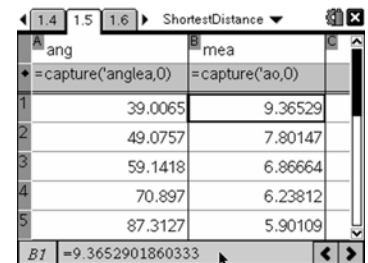 1.4 1.5 1.6 ShortestDistance
A ang B mea C
=capture('anglea,0) =capture('ao,0)
1 39.0065 9.36529
2 49.0757 7.80147
3 59.1418 6.86664
4 70.897 6.23812
5 87.3127 5.90109
B1 =9.3652901860333